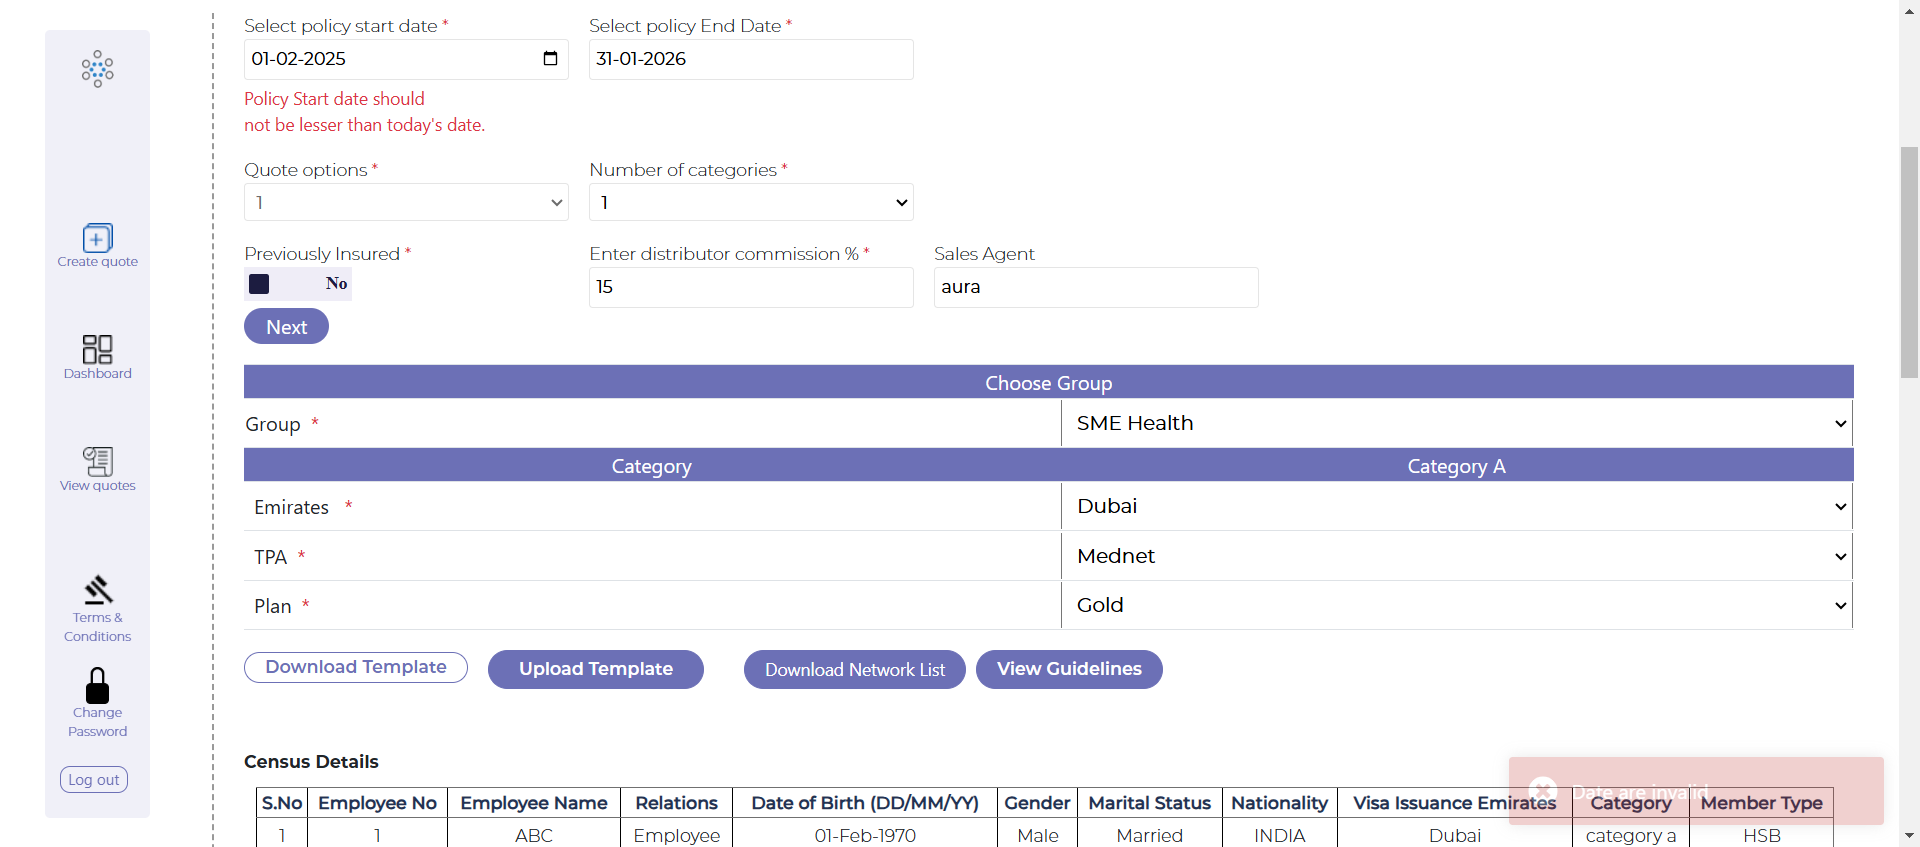 Select policy start date *
Select policy End Date *
01-02-2025
31-01-2026
Policy Start date should
not be lesser than today's date.
Quote options *
Number of categories *
1
1
Previously Insured *
Enter distributor commission % *
Sales Agent
No
15
aura
Next
Choose Group
Group *
SME Health
Category
Category A
Emirates *
Dubai
TPA *
Mednet
Plan *
Gold
Download Template
Upload Template
Download Network List
View Guidelines
Census Details
S.No Employee No Employee Name Relations Date of Birth (DD/MM/YY) Gender Marital Status Nationality Visa Issuance Emirates Category Member Type
1 1 ABC Employee 01-Feb-1970 Male Married INDIA Dubai category a HSB
Date are invalid
Create quote
Dashboard
View quotes
Terms &
Conditions
Change
Password
Log out